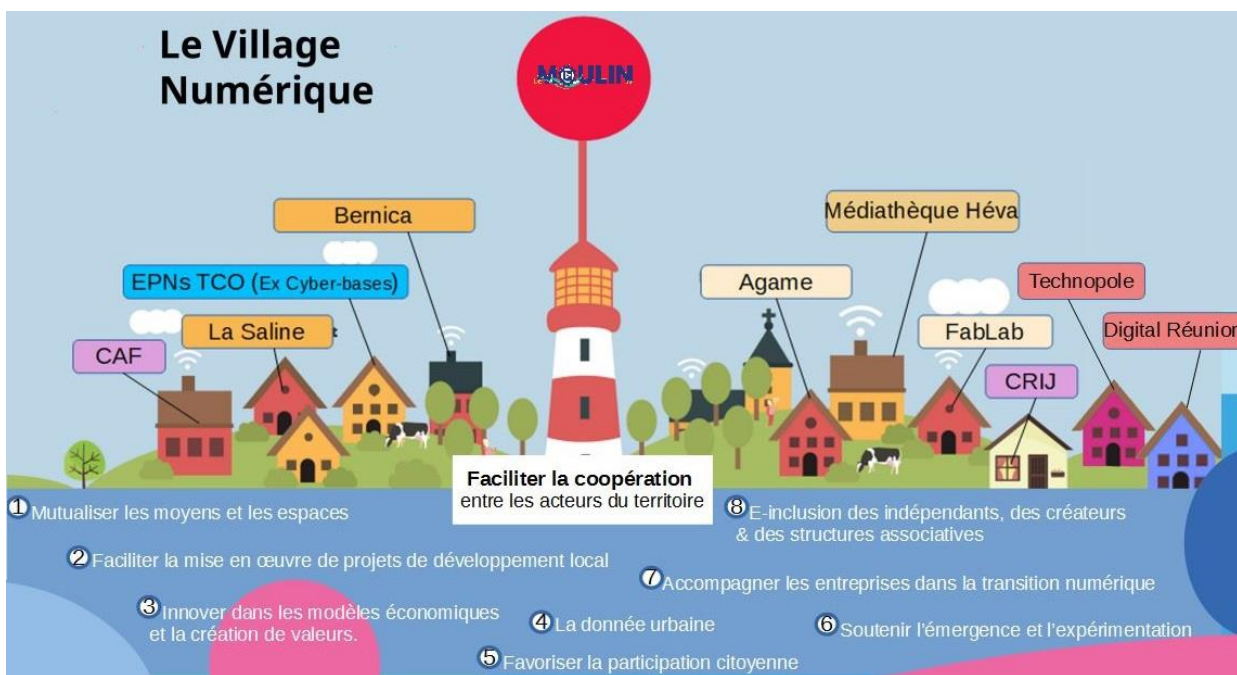 Le Village
Numérique
MOULIN
Bernica
EPNs TCO (Ex Cyber-bases)
La Saline
CAF
Médiathèque Héva
Agame
Technopole
FabLab
Digital Réunion
CRIJ
Faciliter la coopération
entre les acteurs du territoire
1 Mutualiser les moyens et les espaces
2 Faciliter la mise en œuvre de projets de développement local
3 Innover dans les modèles économiques
et la création de valeurs.
4 La donnée urbaine
5 Favoriser la participation citoyenne
6 Soutenir l'émergence et l'expérimentation
7 Accompagner les entreprises dans la transition numérique
8 E-inclusion des indépendants, des créateurs
& des structures associatives